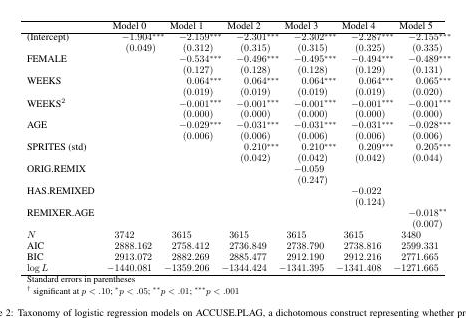 Model 0 Model 1 Model 2 Model 3 Model 4 Model 5
(Intercept) −1.904*** −2.159*** −2.301*** −2.302*** −2.287*** −2.155***
(0.049) (0.312) (0.315) (0.315) (0.325) (0.335)
FEMALE −0.534*** −0.496*** −0.495*** −0.494*** −0.489***
(0.127) (0.128) (0.128) (0.129) (0.131)
WEEKS 0.064*** 0.064*** 0.064*** 0.064*** 0.065***
(0.019) (0.019) (0.019) (0.019) (0.020)
WEEKS² −0.001*** −0.001*** −0.001*** −0.001*** −0.001***
(0.000) (0.000) (0.000) (0.000) (0.000)
AGE −0.029*** −0.031*** −0.031*** −0.031*** −0.028***
(0.006) (0.006) (0.006) (0.006) (0.006)
SPRITES (std) 0.210*** 0.210*** 0.209*** 0.205***
(0.042) (0.042) (0.042) (0.044)
ORIG.REMIX −0.059
(0.247)
HAS.REMIXED −0.022
(0.124)
REMIXER.AGE −0.018**
(0.007)
N 3742 3615 3615 3615 3615 3480
AIC 2888.162 2758.412 2736.849 2738.790 2738.816 2599.331
BIC 2913.072 2882.269 2885.477 2912.190 2912.216 2771.665
log L −1440.081 −1359.206 −1344.424 −1341.395 −1341.408 −1271.665
Standard errors in parentheses
† significant at p < .10; *p < .05; **p < .01; ***p < .001
e 2: Taxonomy of logistic regression models on ACCUSE.PLAG, a dichotomous construct representing whether pr